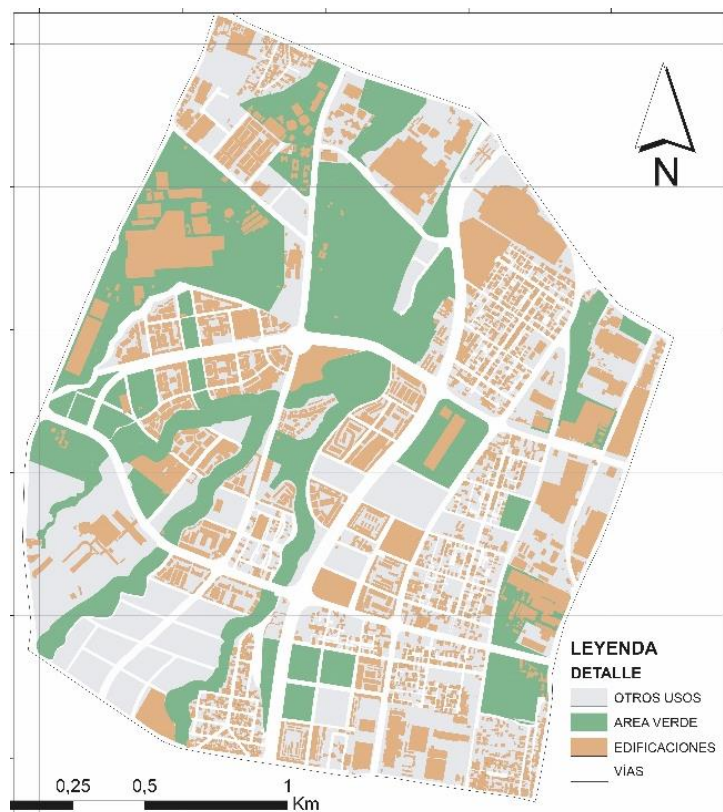 N
LEYENDA
DETALLE
OTROS USOS
AREA VERDE
EDIFICACIONES
VÍAS
0,25 0,5 1
Km